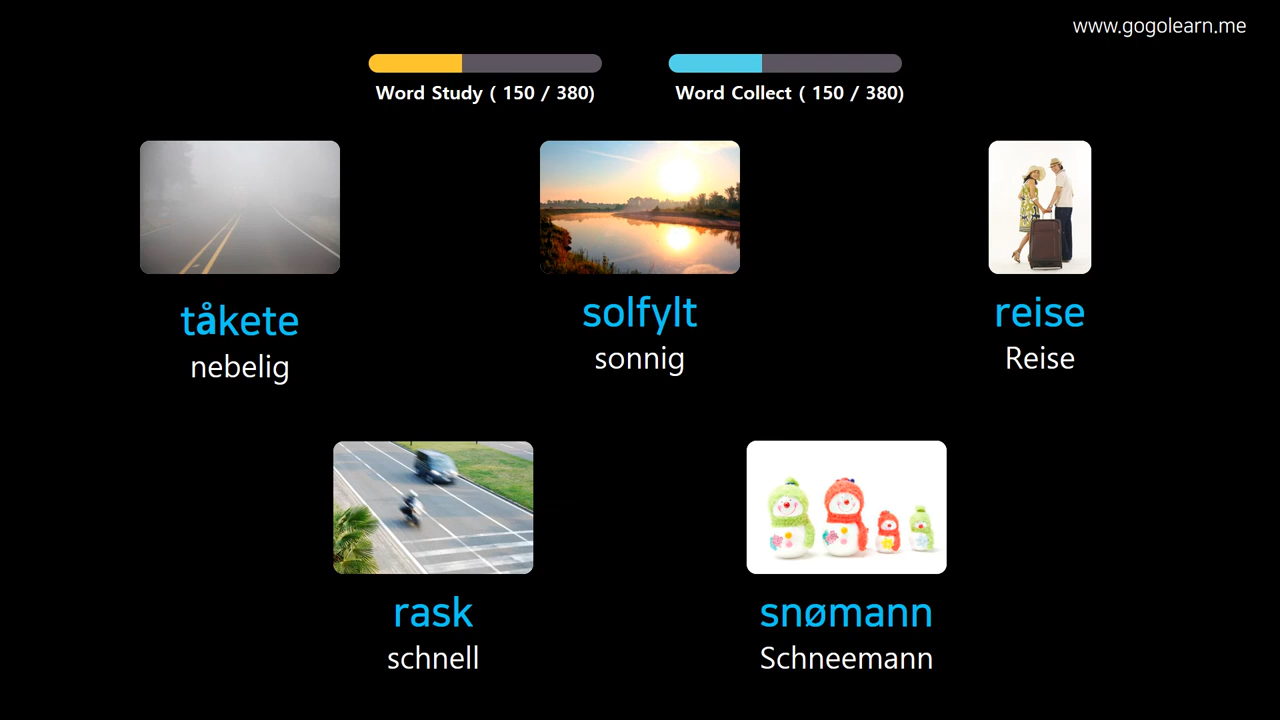 www.gogolearn.me
Word Study ( 150 / 380)
Word Collect ( 150 / 380)
tåkete
nebelig
solfylt
sonnig
reise
Reise
rask
schnell
snømann
Schneemann